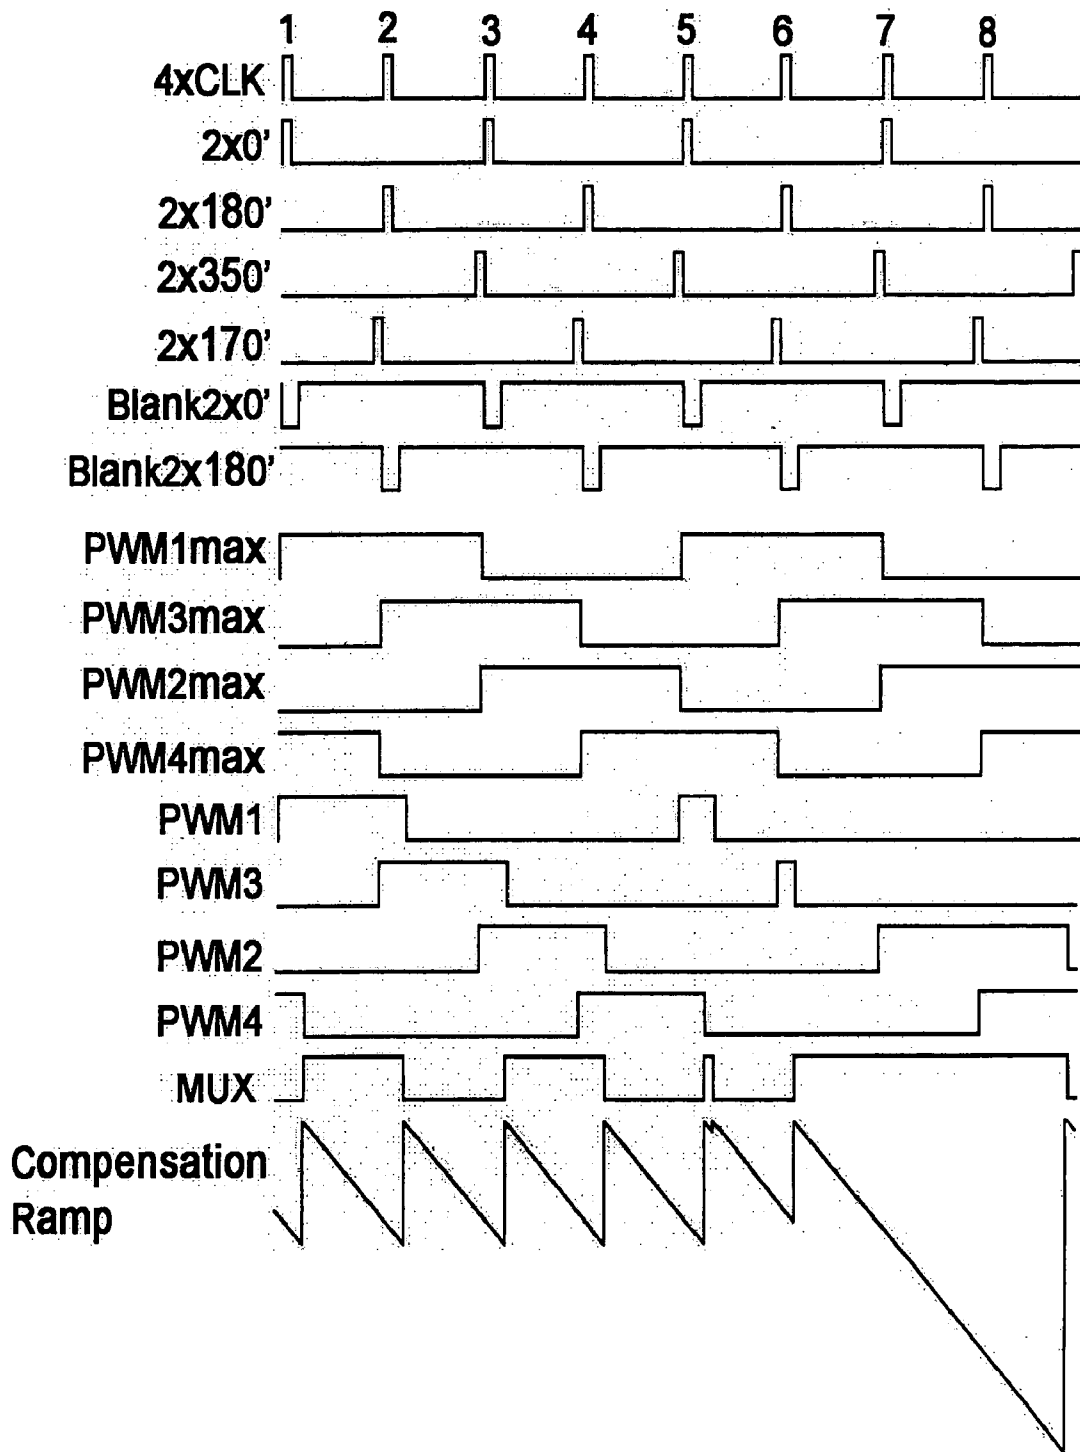 1 2 3 4 5 6 7 8
4xCLK
2x0'
2x180'
2x350'
2x170'
Blank2x0'
Blank2x180'
PWM1max
PWM3max
PWM2max
PWM4max
PWM1
PWM3
PWM2
PWM4
MUX
Compensation
Ramp